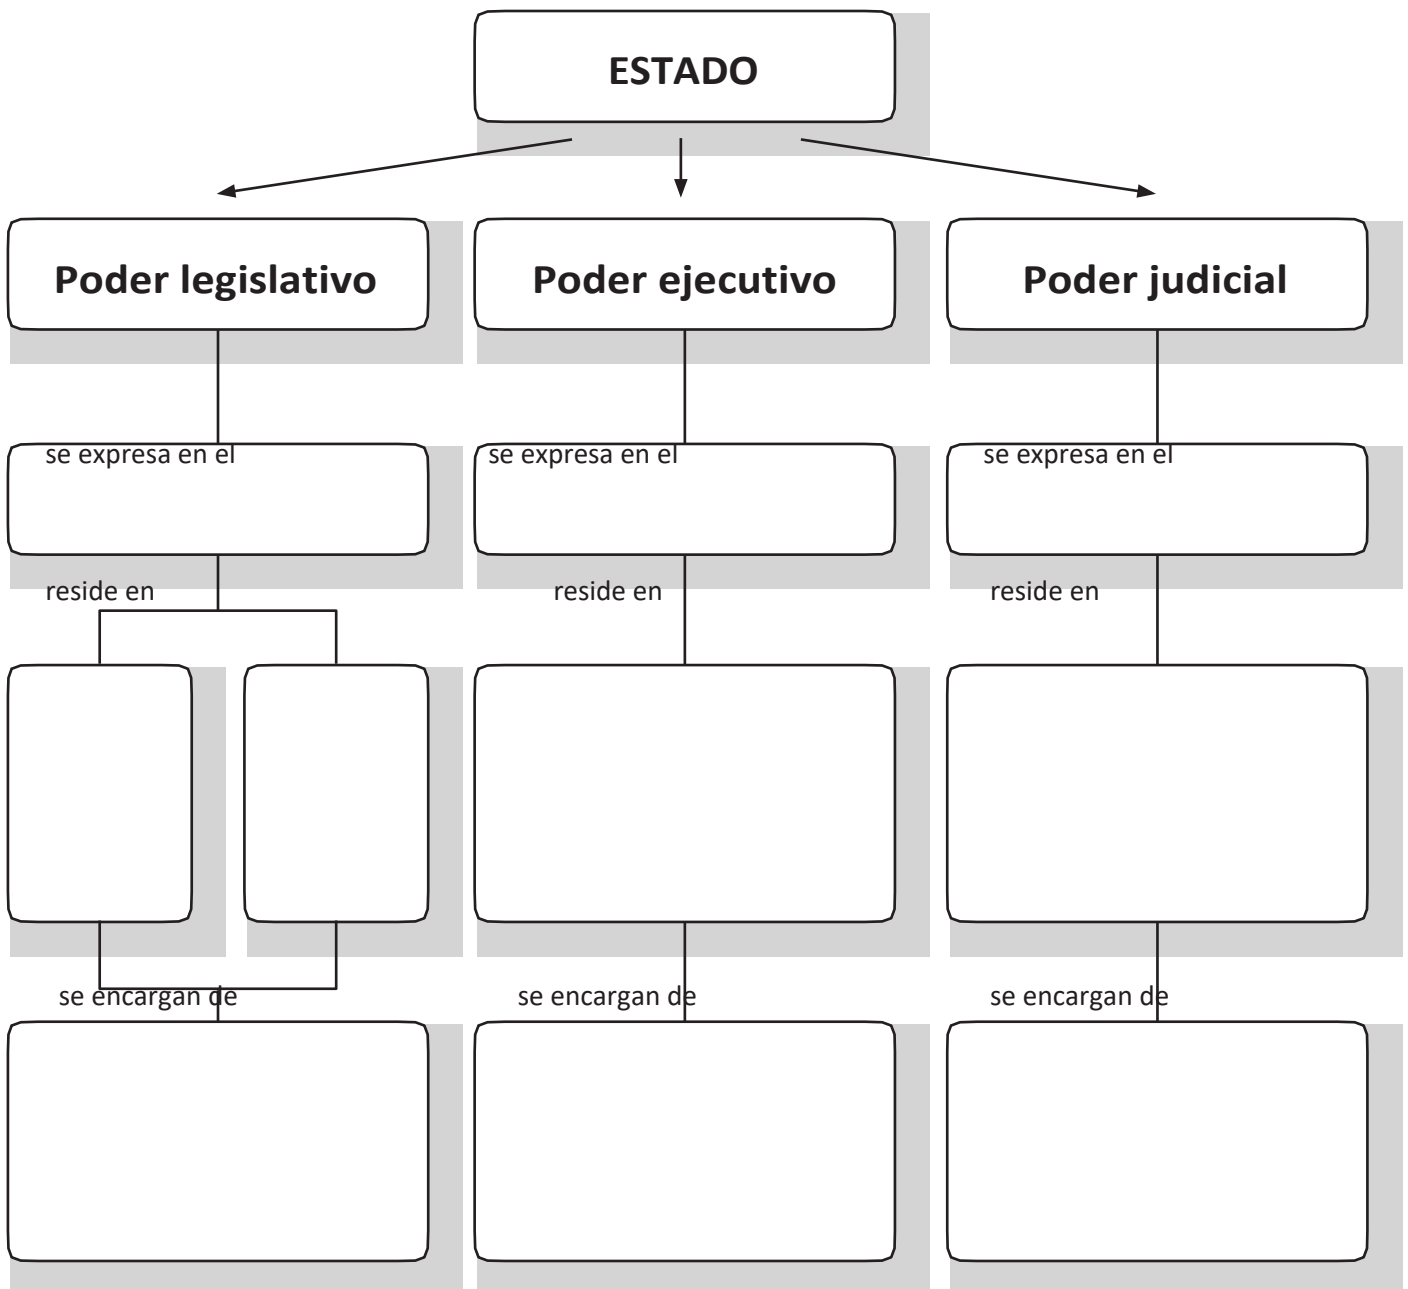 ESTADO
Poder legislativo
Poder ejecutivo
Poder judicial
se expresa en el
se expresa en el
se expresa en el
reside en
reside en
reside en
se encargan de
se encargan de
se encargan de